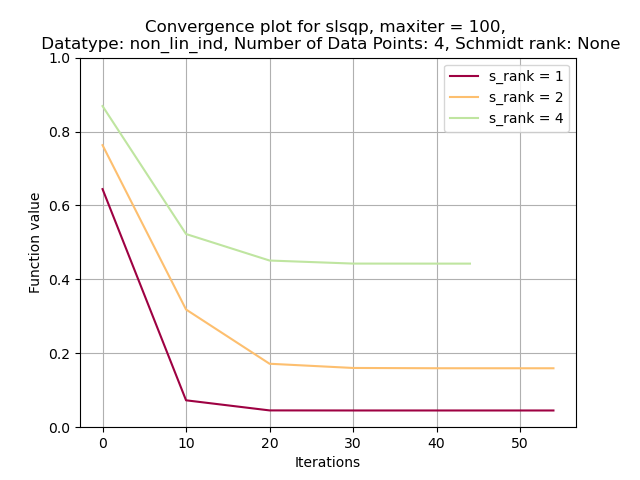 Convergence plot for slsqp, maxiter = 100,
Datatype: non_lin_ind, Number of Data Points: 4, Schmidt rank: None
s_rank = 1
s_rank = 2
s_rank = 4
Function value
1.0
0.8
0.6
0.4
0.2
0.0
0 10 20 30 40 50
Iterations